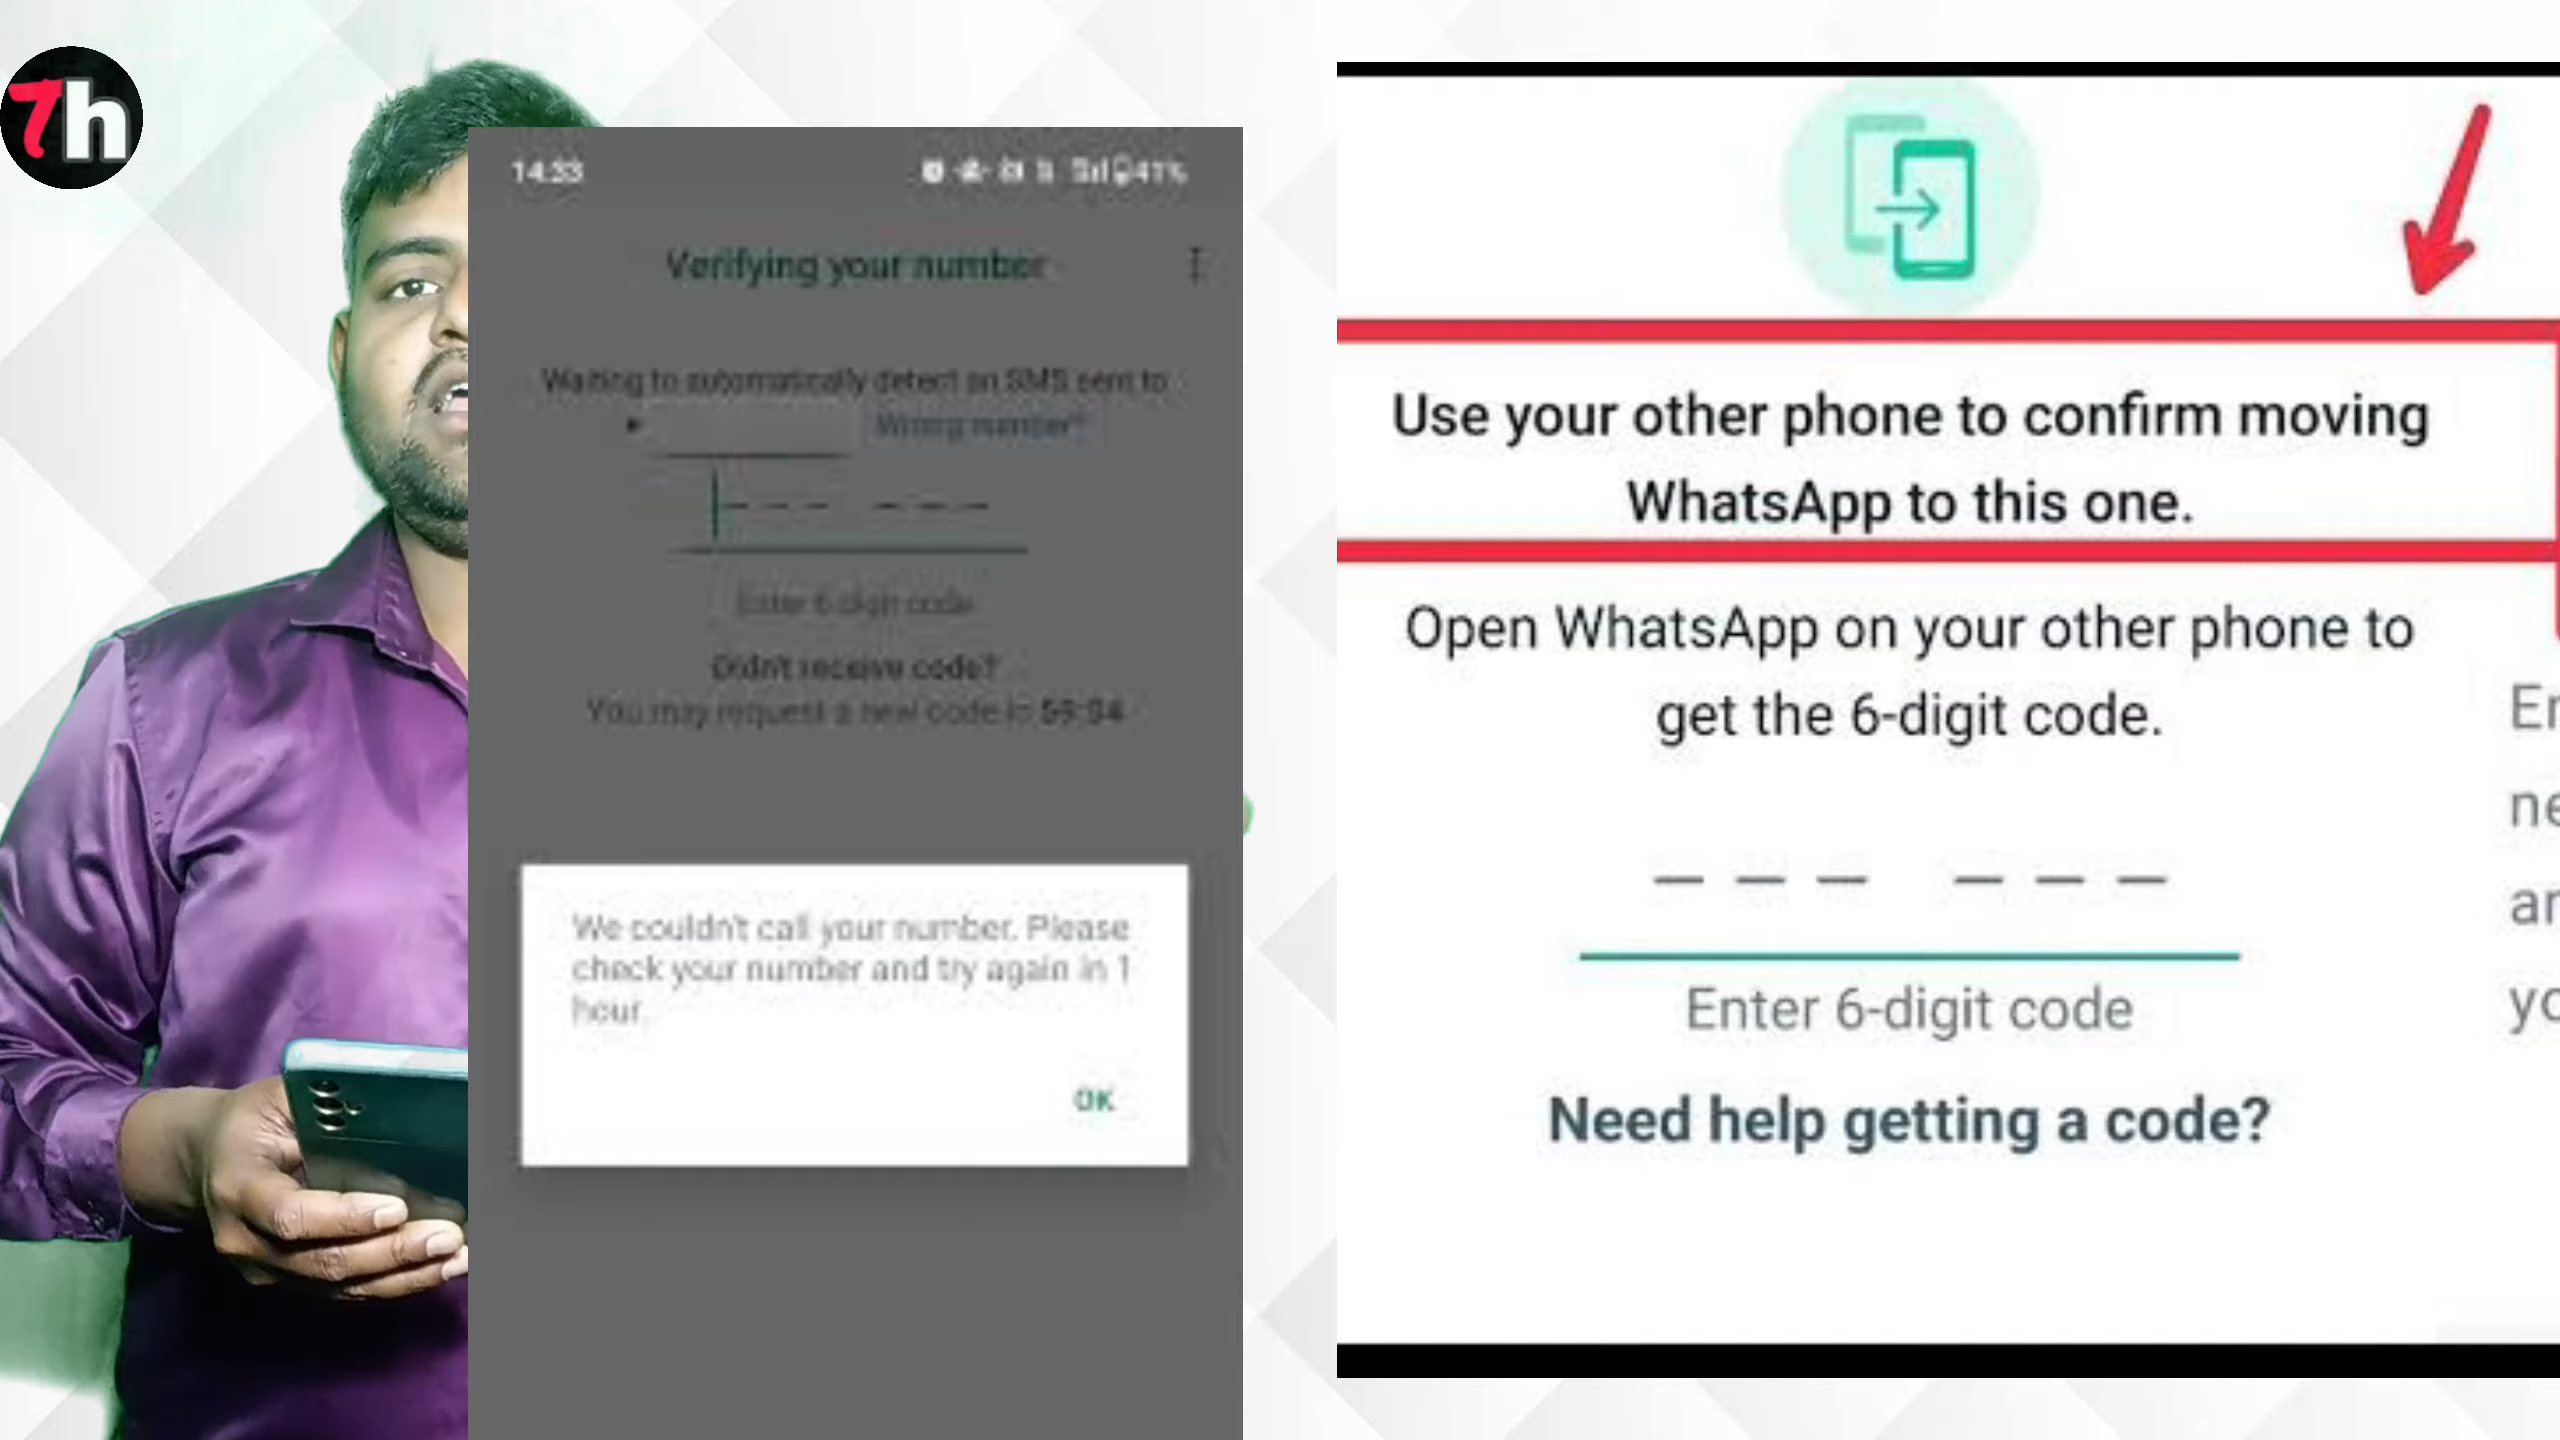 7h
14:33
41%
Verifying your number
Waiting to automatically detect an SMS sent to
Wrong number?
Enter 6-digit code
Didn't receive code?
You may request a new code in
We couldn't call your number. Please
check your number and try again in 1
hour.
OK
Use your other phone to confirm moving
WhatsApp to this one.
Open WhatsApp on your other phone to
get the 6-digit code.
Enter 6-digit code
Need help getting a code?